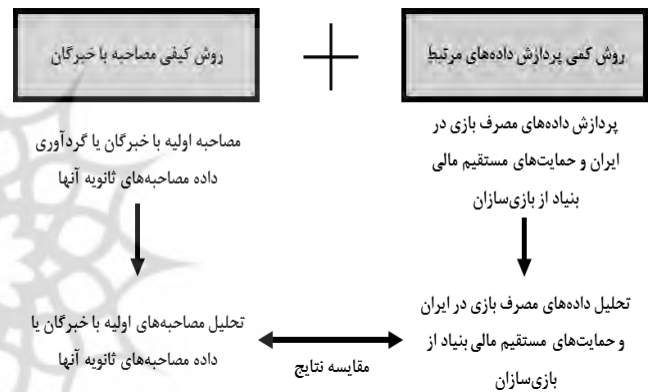 روش کمی پردازش داده‌های مرتبط
روش کیفی مصاحبه با خبرگان
پردازش داده‌های مصرف بازی در
ایران و حمایت‌های مستقیم مالی
بنیاد از بازی‌سازان
مصاحبه اولیه با خبرگان یا گردآوری
داده مصاحبه‌های ثانویه آنها
تحلیل داده‌های مصرف بازی در ایران
و حمایت‌های مستقیم مالی بنیاد از
بازی‌سازان
مقایسه نتایج
تحلیل مصاحبه‌های اولیه با خبرگان یا
داده مصاحبه‌های ثانویه آنها